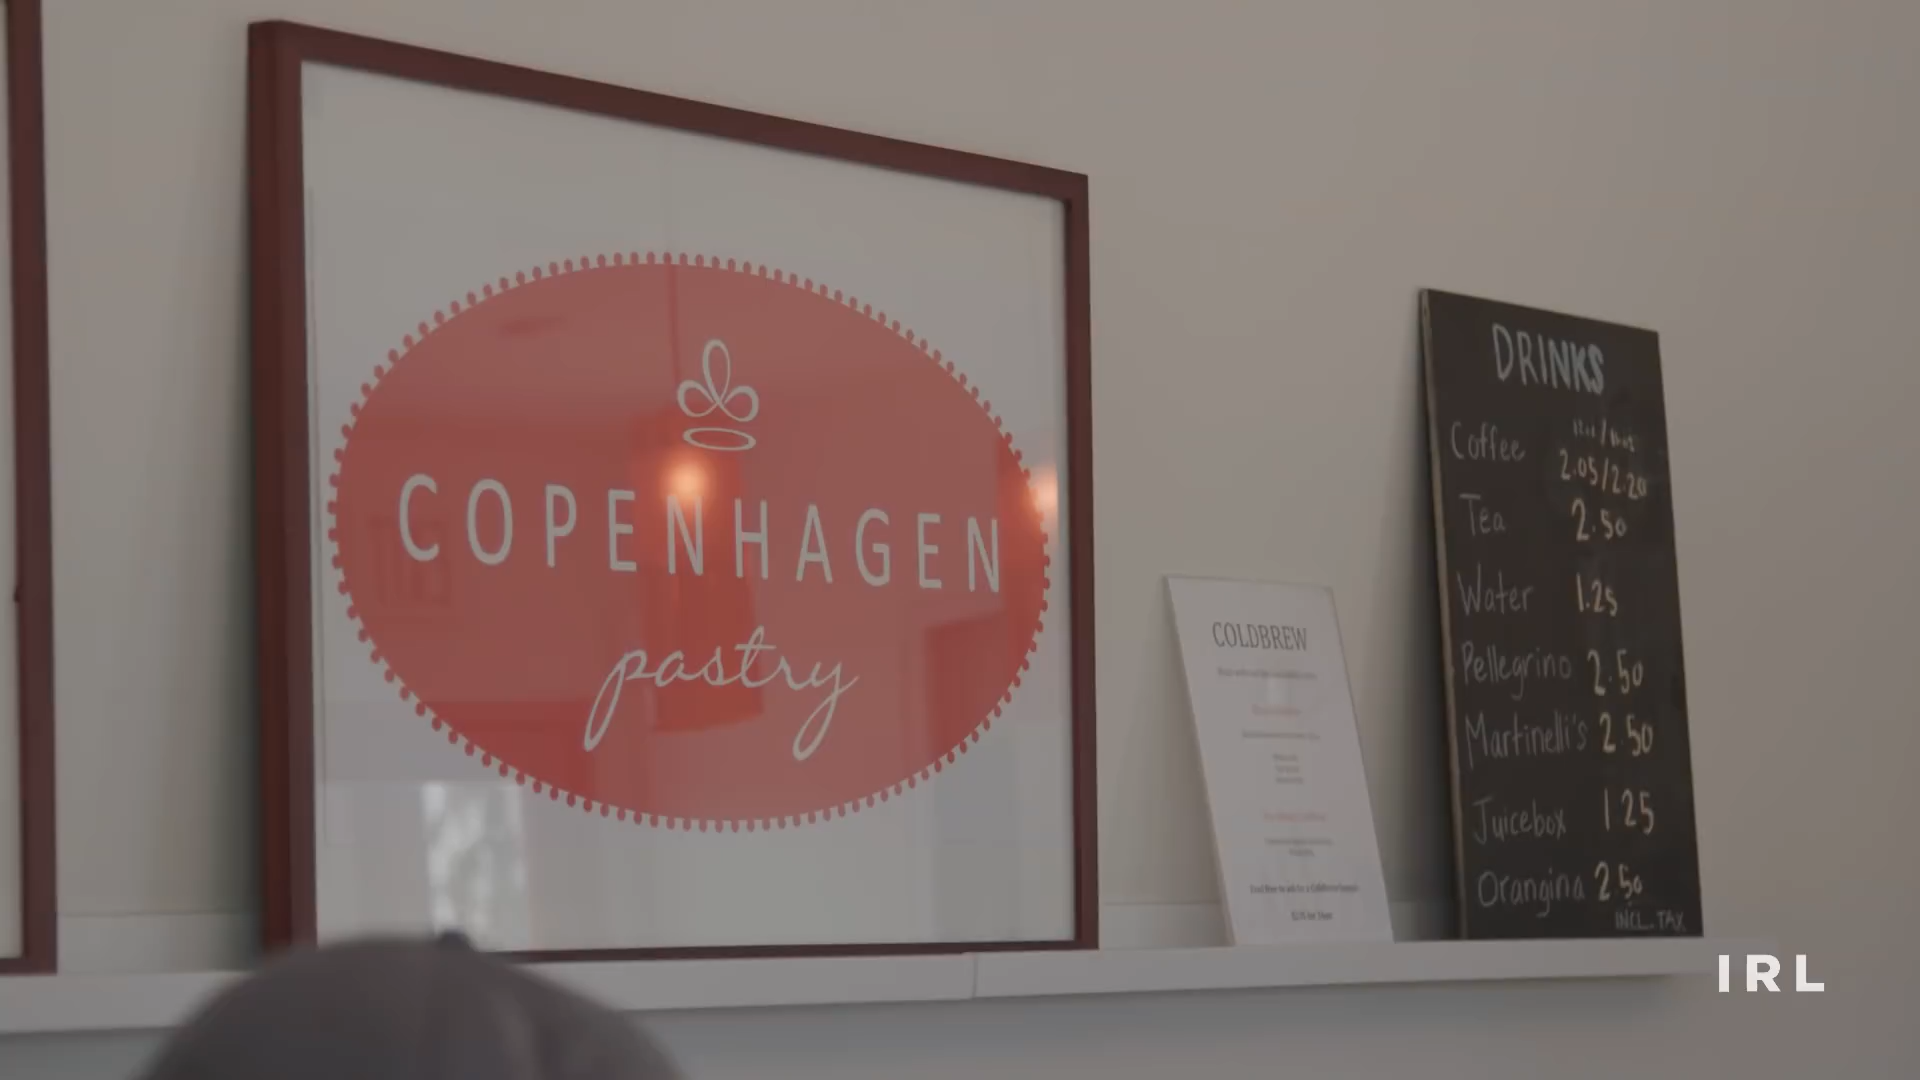 COPENHAGEN
pastry
COLDBREW
DRINKS
Coffee 2.05/2.20
Tea 2.50
Water 1.25
Pellegrino 2.50
Martinelli's 2.50
Juicebox 1.25
Orangina 2.50
INCL. TAX
IRL